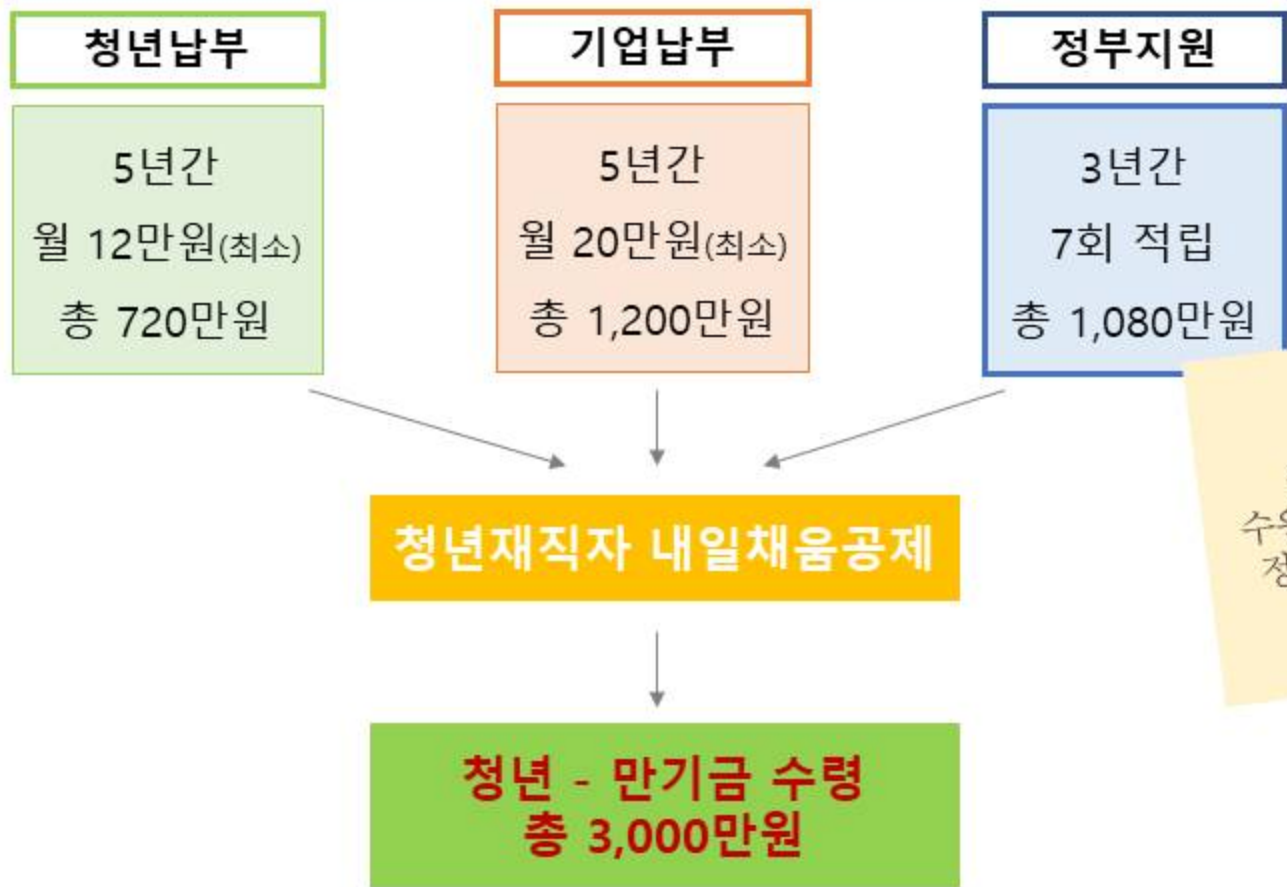 청년납부
5년간
월 12만원(최소)
총 720만원
기업납부
5년간
월 20만원(최소)
총 1,200만원
정부지원
3년간
7회 적립
총 1,080만원
청년재직자 내일채움공제
청년 - 만기금 수령
총 3,000만원